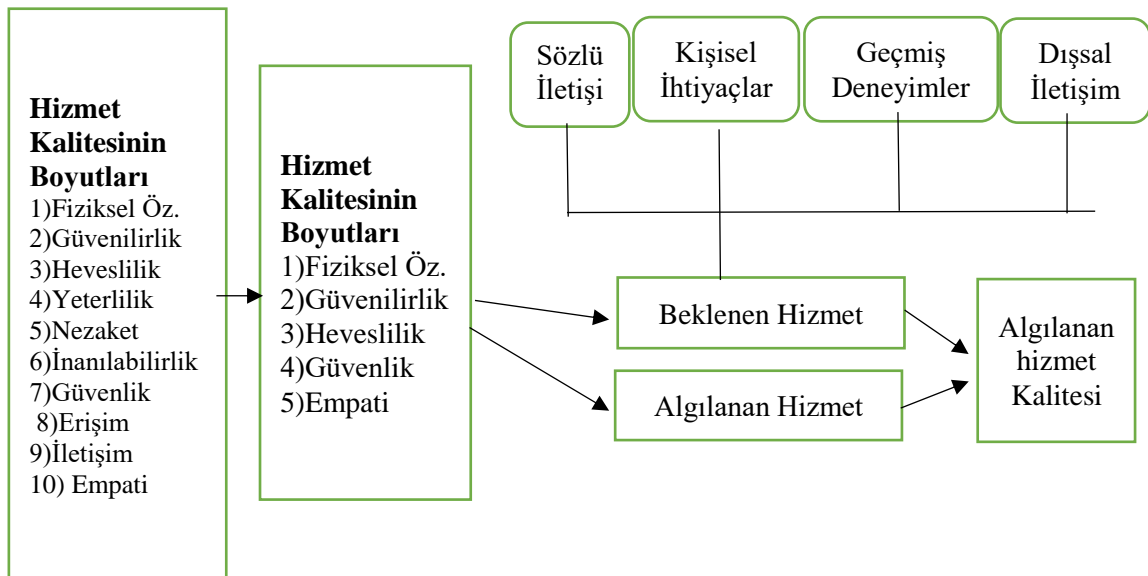 Hizmet
Kalitesinin
Boyutları
1)Fiziksel Öz.
2)Güvenilirlik
3)Heveslilik
4)Yeterlilik
5)Nezaket
6)İnanılabilirlik
7)Güvenlik
8)Erişim
9)İletişim
10) Empati
Hizmet
Kalitesinin
Boyutları
1)Fiziksel Öz.
2)Güvenilirlik
3)Heveslilik
4)Güvenlik
5)Empati
Sözlü
İletişi
Kişisel
İhtiyaçlar
Geçmiş
Deneyimler
Dışsal
İletişim
Beklenen Hizmet
Algılanan Hizmet
Algılanan
hizmet
Kalitesi